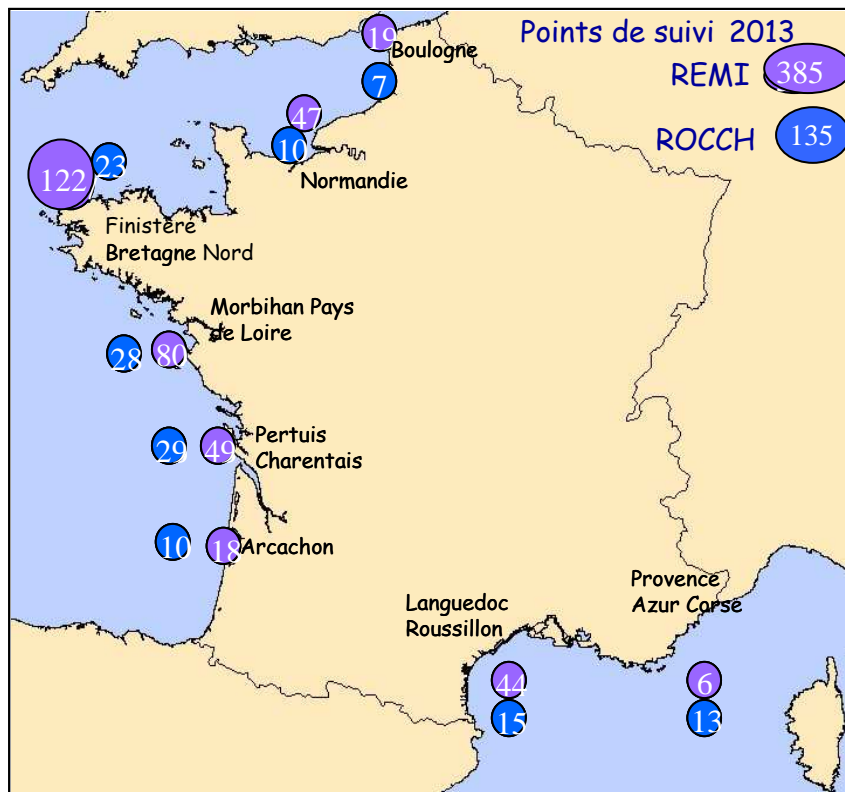 Points de suivi 2013
REMI 385
ROCCH 135
19
Boulogne
7
47
10
Normandie
122
23
Finistère
Bretagne Nord
Morbihan Pays
de Loire
28
80
29
49
Pertuis
Charentais
10
18
Arcachon
Languedoc
Roussillon
44
15
Provence
Azur Corse
6
13